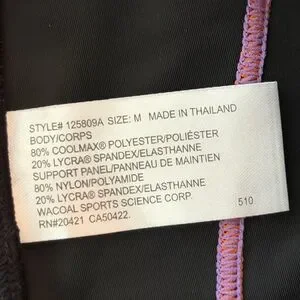 STYLE# 125809A SIZE: M MADE IN THAILAND
BODY/CORPS
80% COOLMAX® POLYESTER/POLIÉSTER
20% LYCRA® SPANDEX/ELASTHANNE
SUPPORT PANEL/PANNEAU DE MAINTIEN
80% NYLON/POLYAMIDE
20% LYCRA® SPANDEX/ELASTHANNE
WACOAL SPORTS SCIENCE CORP.
RN#20421 CA50422. 510